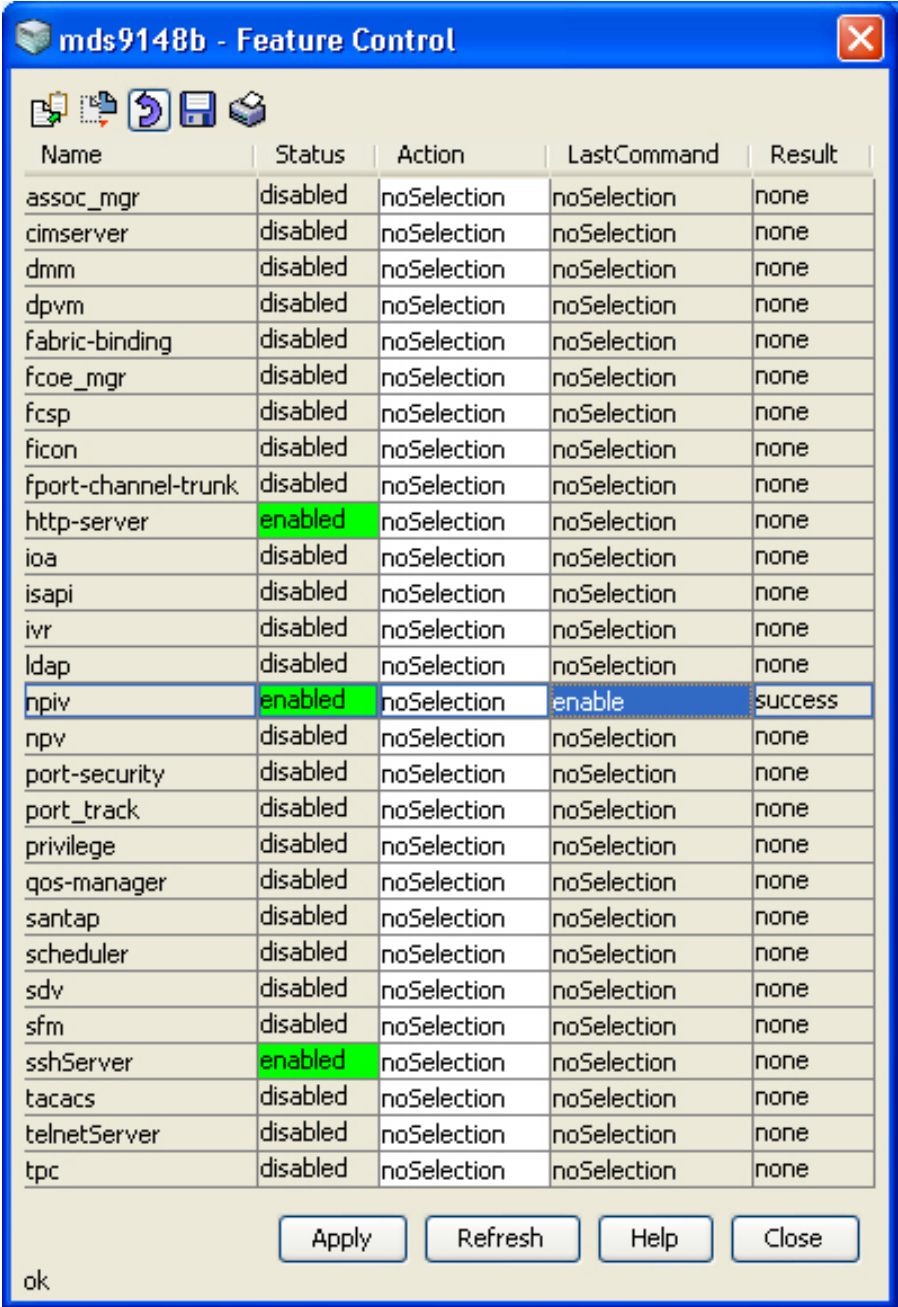 mds9148b - Feature Control
Name Status Action LastCommand Result
assoc_mgr disabled noSelection noSelection none
cimserver disabled noSelection noSelection none
dmm disabled noSelection noSelection none
dpvm disabled noSelection noSelection none
fabric-binding disabled noSelection noSelection none
fcoe_mgr disabled noSelection noSelection none
fcsp disabled noSelection noSelection none
ficon disabled noSelection noSelection none
fport-channel-trunk disabled noSelection noSelection none
http-server enabled noSelection noSelection none
ioa disabled noSelection noSelection none
isapi disabled noSelection noSelection none
ivr disabled noSelection noSelection none
ldap disabled noSelection noSelection none
npiv enabled noSelection enable success
npv disabled noSelection noSelection none
port-security disabled noSelection noSelection none
port_track disabled noSelection noSelection none
privilege disabled noSelection noSelection none
qos-manager disabled noSelection noSelection none
santap disabled noSelection noSelection none
scheduler disabled noSelection noSelection none
sdv disabled noSelection noSelection none
sfm disabled noSelection noSelection none
sshServer enabled noSelection noSelection none
tacacs disabled noSelection noSelection none
telnetServer disabled noSelection noSelection none
tpc disabled noSelection noSelection none
Apply Refresh Help Close
ok